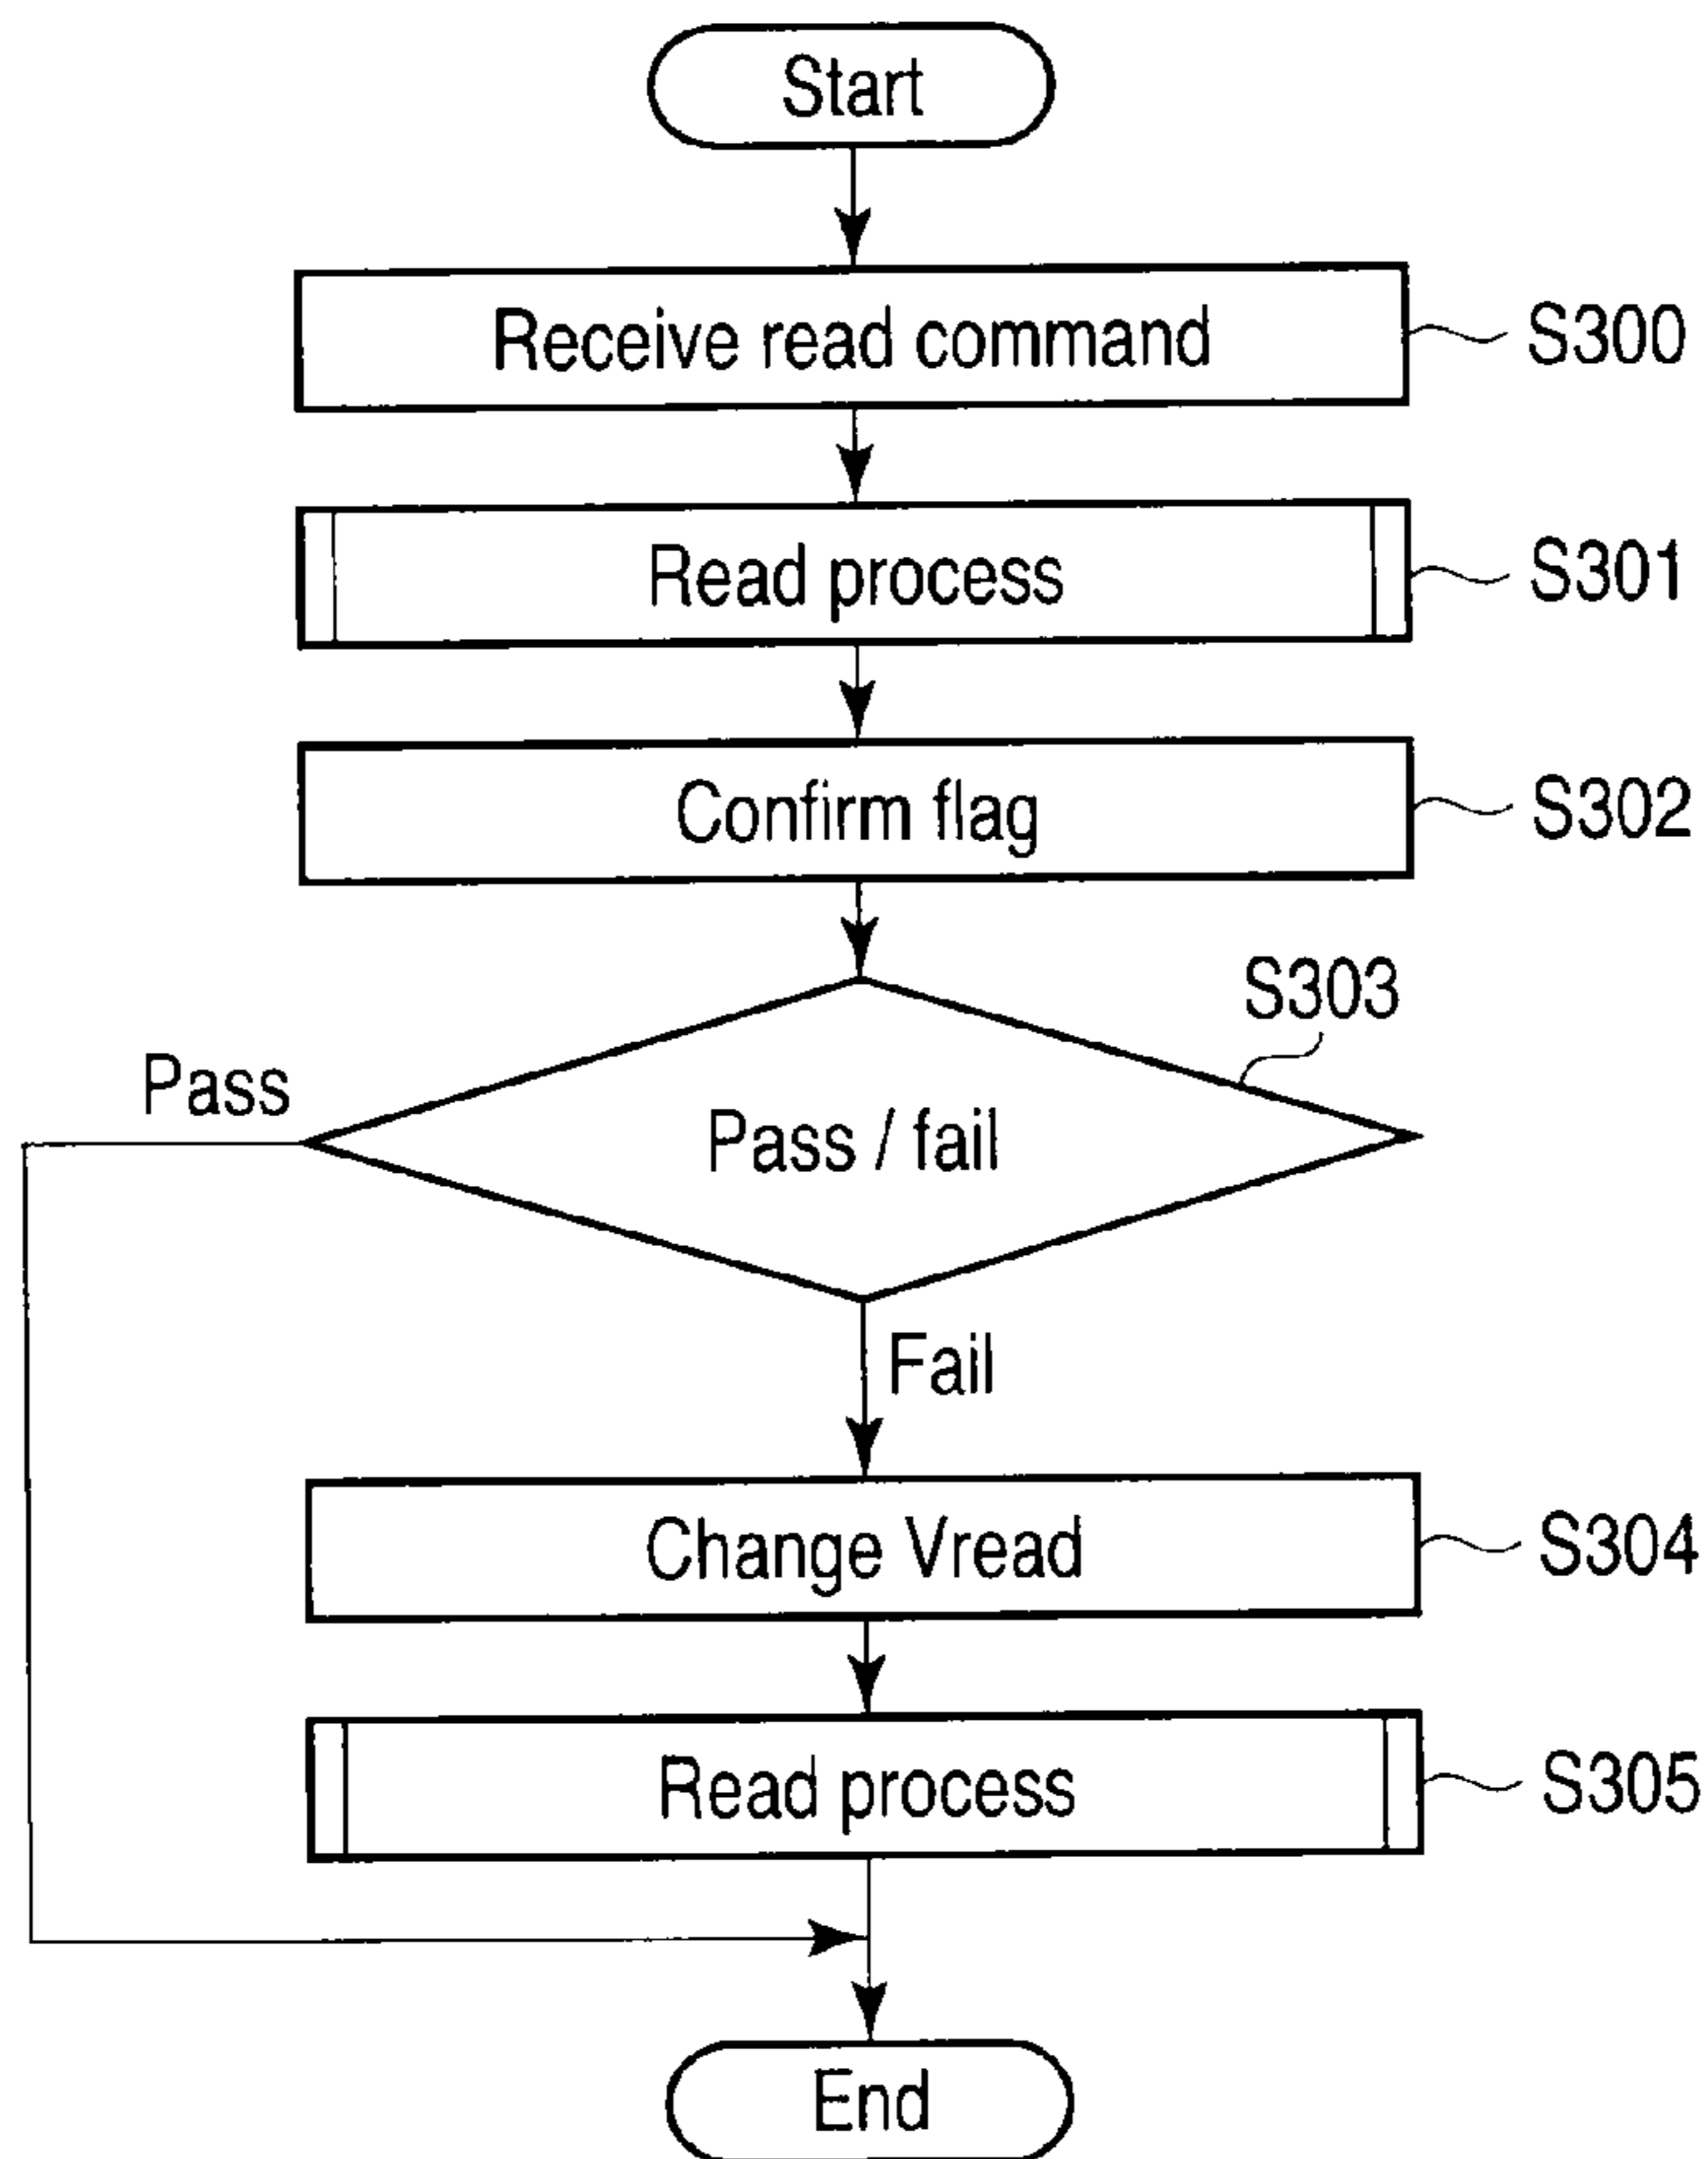 Start
Receive read command
S300
Read process
S301
Confirm flag
S302
S303
Pass
Pass / fail
Fail
Change Vread
S304
Read process
S305
End